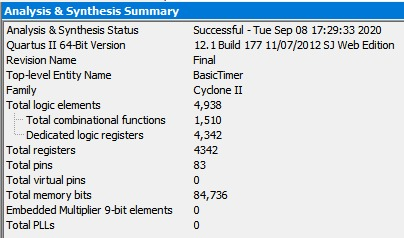 Analysis & Synthesis Summary
Analysis & Synthesis Status Successful - Tue Sep 08 17:29:33 2020
Quartus II 64-Bit Version 12.1 Build 177 11/07/2012 SJ Web Edition
Revision Name Final
Top-level Entity Name BasicTimer
Family Cyclone II
Total logic elements 4,938
Total combinational functions 1,510
Dedicated logic registers 4,342
Total registers 4342
Total pins 83
Total virtual pins 0
Total memory bits 84,736
Embedded Multiplier 9-bit elements 0
Total PLLs 0